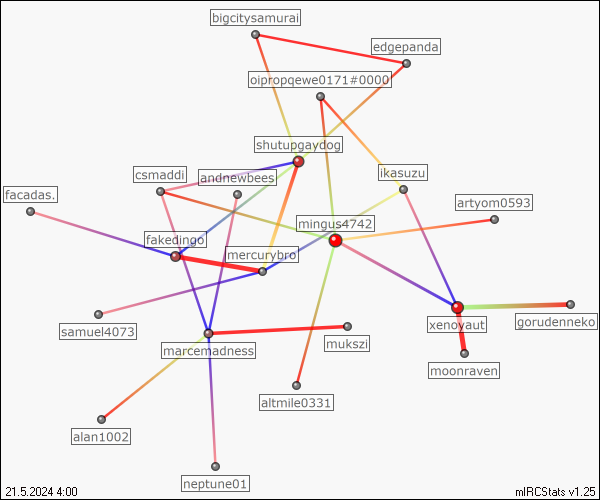 bigcitysamurai
edgepanda
oipropqewe0171#0000
shutupgaydog
csmaddi
andnewbees
ikasuzu
facadas.
artyom0593
mingus4742
fakedingo
mercurybro
samuel4073
xenoyaut
gorudenneko
marcemadness
mukszi
moonraven
altmile0331
alan1002
neptune01
21.5.2024 4:00
mIRCStats v1.25